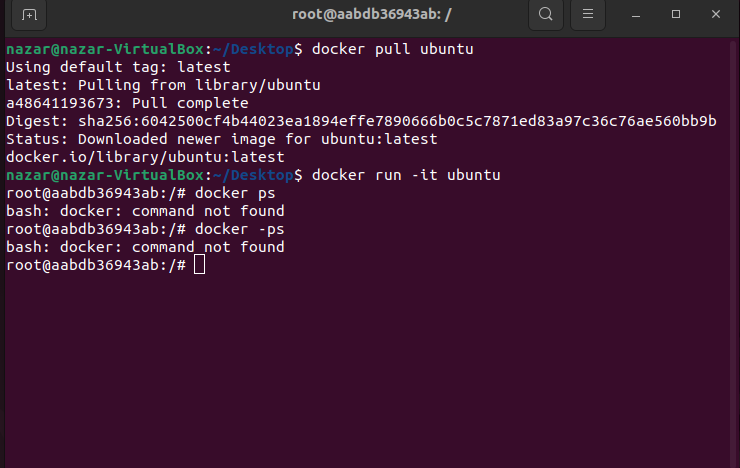 root@aabdb36943ab: /
nazar@nazar-VirtualBox:~/Desktop$ docker pull ubuntu
Using default tag: latest
latest: Pulling from library/ubuntu
a48641193673: Pull complete
Digest: sha256:6042500cf4b44023ea1894effe7890666b0c5c7871ed83a97c36c76ae560bb9b
Status: Downloaded newer image for ubuntu:latest
docker.io/library/ubuntu:latest
nazar@nazar-VirtualBox:~/Desktop$ docker run -it ubuntu
root@aabdb36943ab:/# docker ps
bash: docker: command not found
root@aabdb36943ab:/# docker -ps
bash: docker: command not found
root@aabdb36943ab:/#